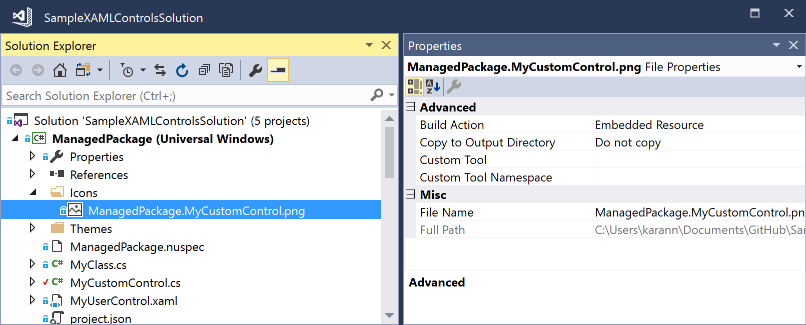 SampleXAMLControlsSolution
Solution Explorer
Search Solution Explorer (Ctrl+;)
Solution 'SampleXAMLControlsSolution' (5 projects)
C# ManagedPackage (Universal Windows)
Properties
References
Icons
ManagedPackage.MyCustomControl.png
Themes
ManagedPackage.nuspec
C# MyClass.cs
C# MyCustomControl.cs
MyUserControl.xaml
project.json
Properties
ManagedPackage.MyCustomControl.png File Properties
Advanced
Build Action Embedded Resource
Copy to Output Directory Do not copy
Custom Tool
Custom Tool Namespace
Misc
File Name ManagedPackage.MyCustomControl.pn
Full Path C:\Users\karann\Documents\GitHub\Sa
Advanced